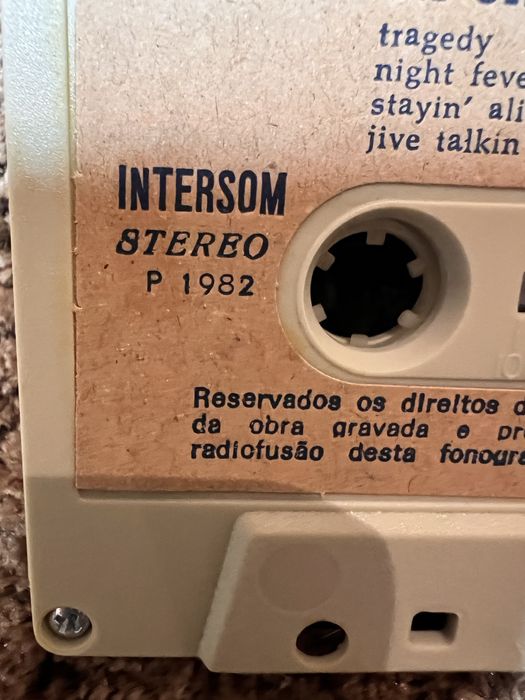 tragedy
night feve
stayin' ali
jive talkin
INTERSOM
STEREO
P 1982
Reservados os direitos d
da obra gravada e pr
radiofusão desta fonogra